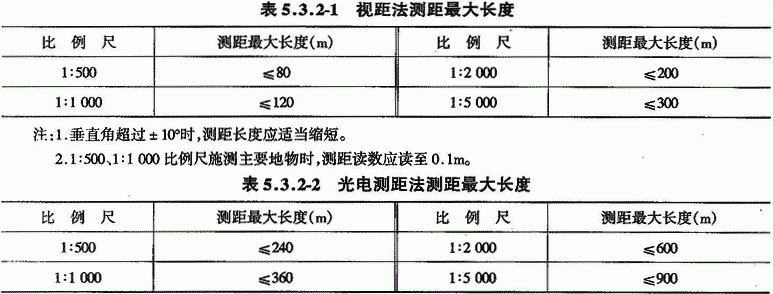 表5.3.2-1 视距法测距最大长度
比 例 尺 测距最大长度(m) 比 例 尺 测距最大长度(m)
1:500 ≤80 1:2 000 ≤200
1:1 000 ≤120 1:5 000 ≤300
注:1.垂直角超过±10°时,测距长度应适当缩短。
2.1:500、1:1 000比例尺施测主要地物时,测距读数应读至0.1m。
表5.3.2-2 光电测距法测距最大长度
比 例 尺 测距最大长度(m) 比 例 尺 测距最大长度(m)
1:500 ≤240 1:2 000 ≤600
1:1 000 ≤360 1:5 000 ≤900